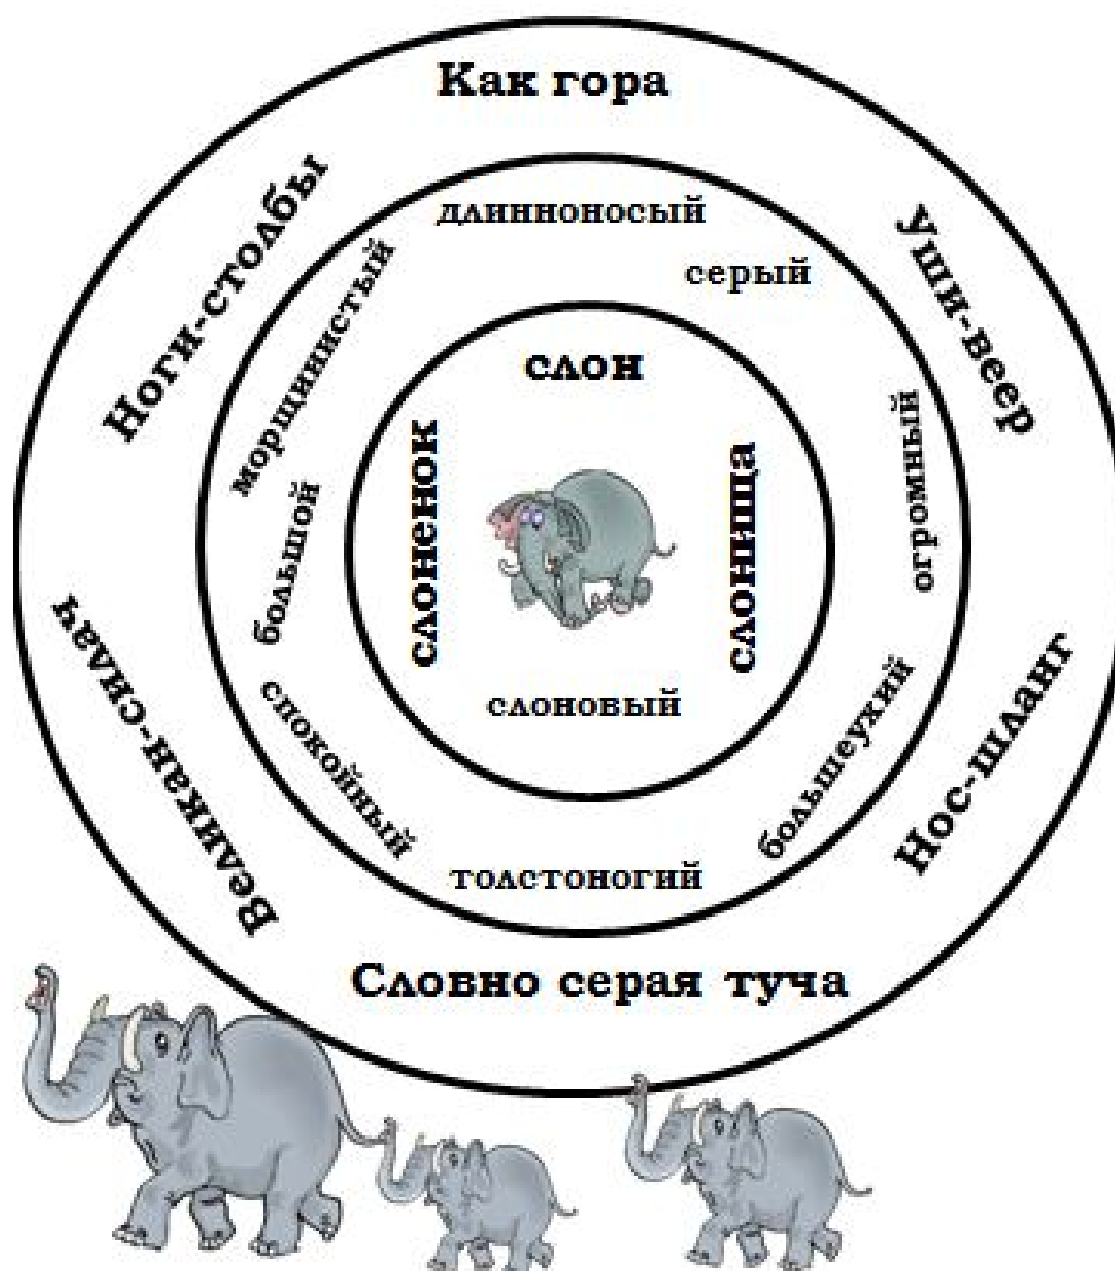 Как гора
Уши-веер
Нос-шланг
Словно серая туча
Великан-силач
Ноги-столбы
длинноносый
серый
огромный
большеухий
толстоногий
спокойный
большой
морщинистый
слон
слоница
слоновый
слоненок